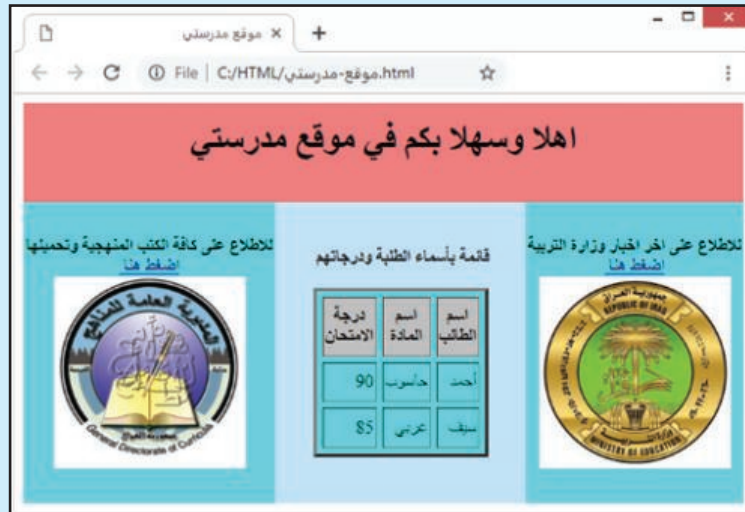 موقع مدرستي
File | C:/HTML/موقع-مدرستي.html
اهلا وسهلا بكم في موقع مدرستي
للاطلاع على اخر اخبار وزارة التربية
اضغط هنا
جمهورية العراق
REPUBLIC OF IRAQ
MINISTRY OF EDUCATION
قائمة بأسماء الطلبة ودرجاتهم
اسم الطالب اسم المادة درجة الامتحان
أحمد حاسوب 90
سيف عربي 85
للاطلاع على كافة الكتب المنهجية وتحميلها
اضغط هنا
المديرية العامة للمناهج
General Directorate of Curricula